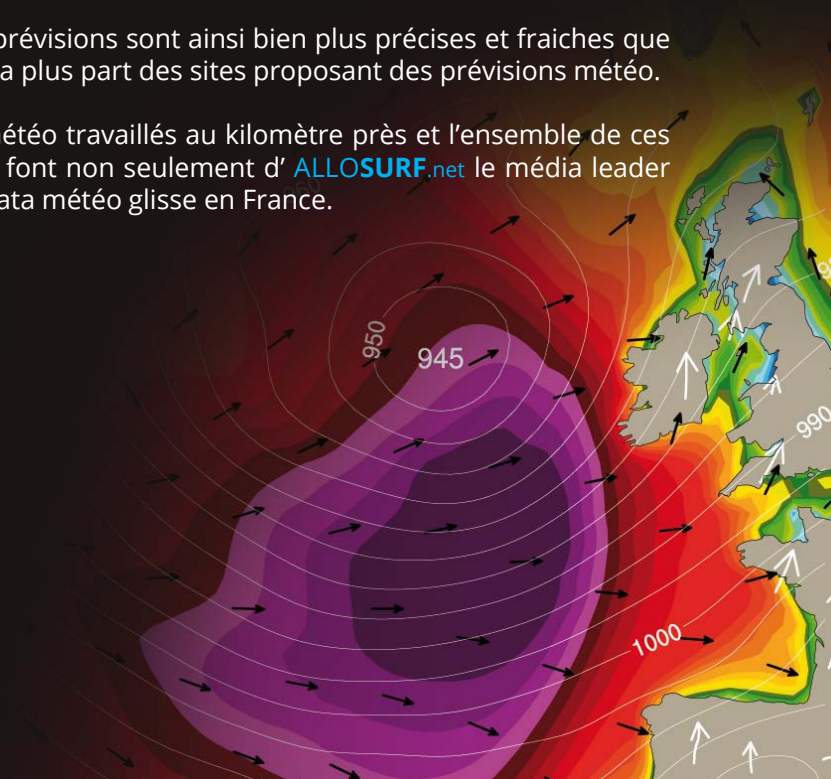 prévisions sont ainsi bien plus précises et fraiches que
a plus part des sites proposant des prévisions météo.
étéo travaillés au kilomètre près et l'ensemble de ces
font non seulement d' ALLOSURF.net le média leader
ata météo glisse en France.
950
945
990
1000